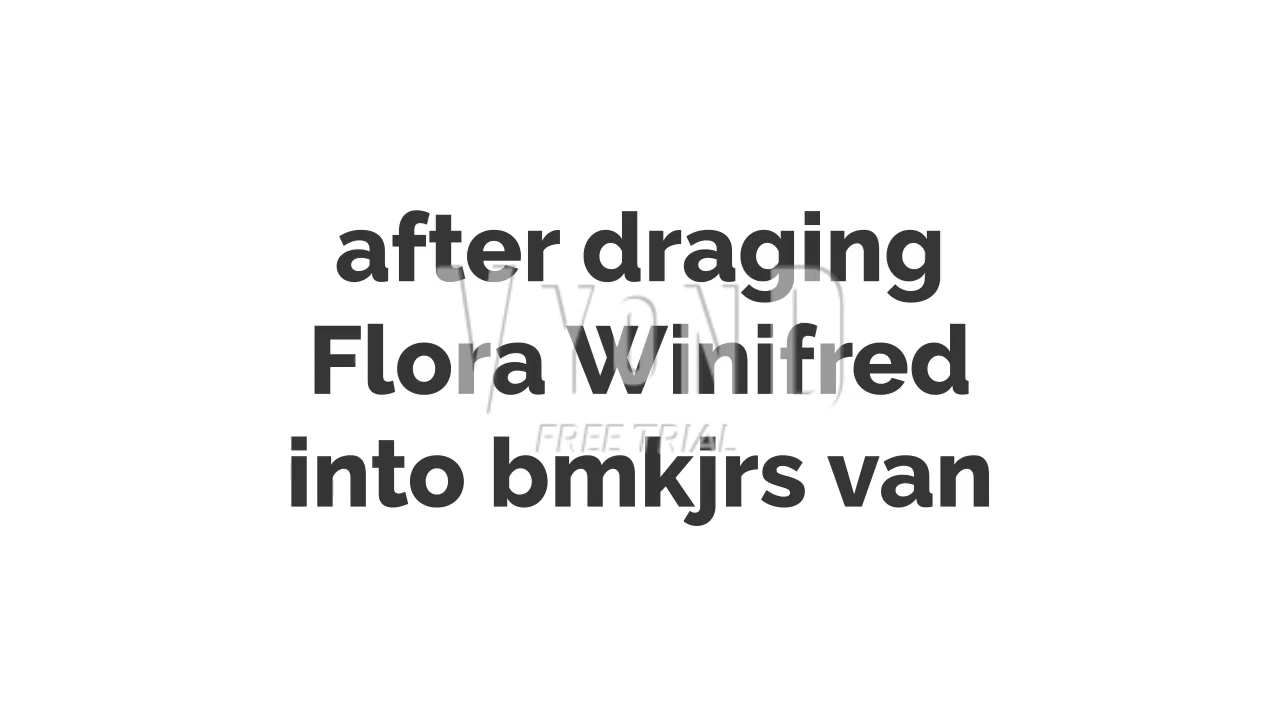 after draging
Flora Winifred
into bmkjrs van
VYOND
FREE TRIAL